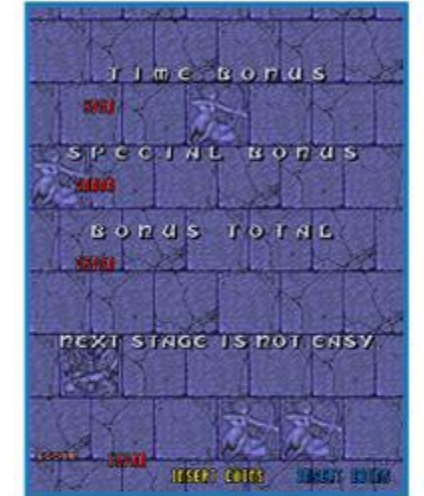 TIME BONUS
SPECIAL BONUS
BONUS TOTAL
NEXT STAGE IS NOT EASY
INSERT COINS INSERT COINS